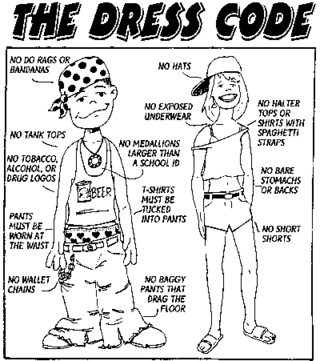 THE DRESS CODE
NO DO RAGS OR
BANDANAS
NO TANK TOPS
NO TOBACCO,
ALCOHOL, OR
DRUG LOGOS
PANTS
MUST BE
WORN AT
THE WAIST
NO WALLET
CHAINS
NO HATS
NO EXPOSED
UNDERWEAR
NO MEDALLIONS
LARGER THAN
A SCHOOL ID
BEER
T-SHIRTS
MUST BE
TUCKED
INTO PANTS
NO BAGGY
PANTS THAT
DRAG THE
FLOOR
NO HALTER
TOPS OR
SHIRTS WITH
SPAGHETTI
STRAPS
NO BARE
STOMACHS
OR BACKS
NO SHORT
SHORTS